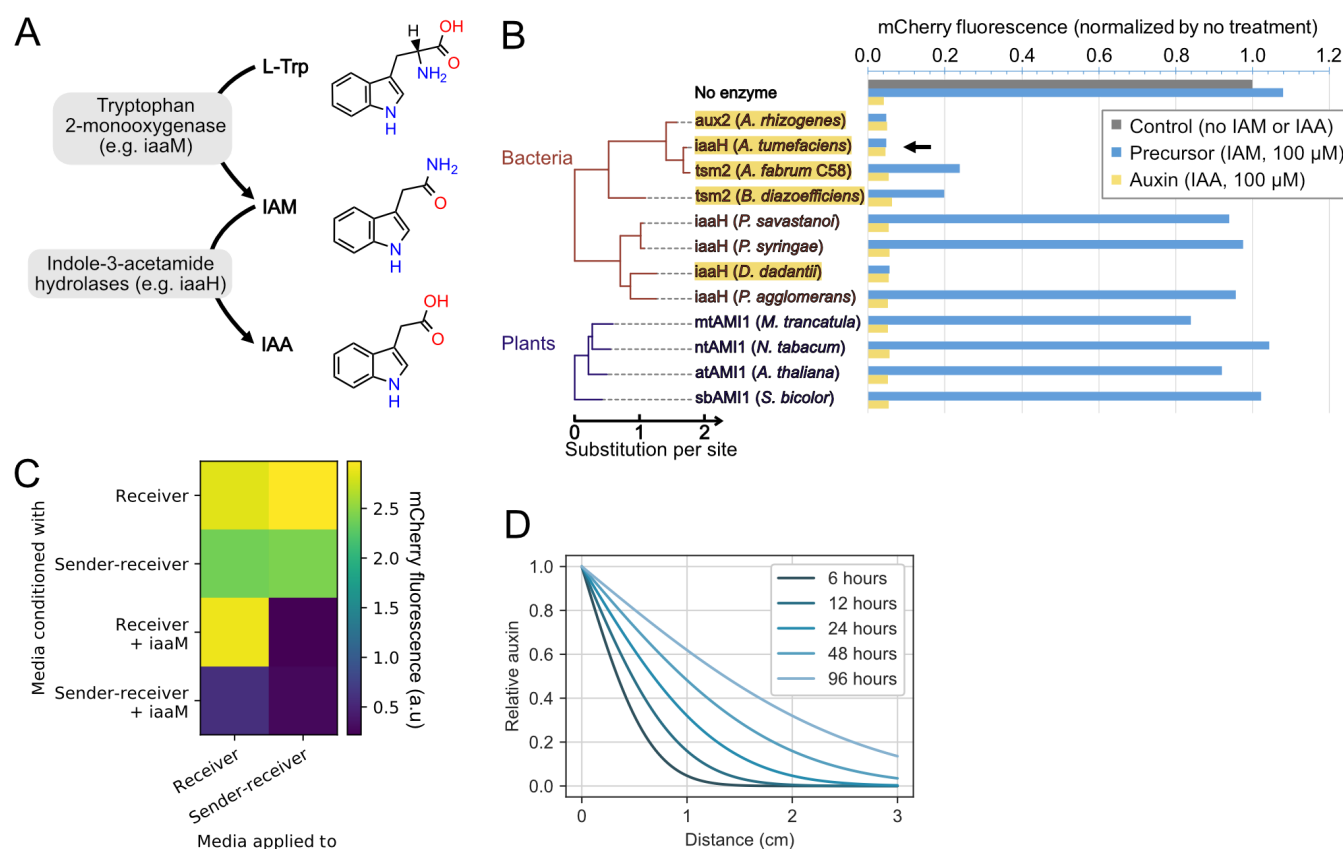 A
L-Trp
Tryptophan
2-monooxygenase
(e.g. iaaM)
IAM
Indole-3-acetamide
hydrolases (e.g. iaaH)
IAA
H
OH
O
NH2
N
H
NH2
O
N
H
OH
O
N
H
B
mCherry fluorescence (normalized by no treatment)
0.0 0.2 0.4 0.6 0.8 1.0 1.2
No enzyme
aux2 (A. rhizogenes)
iaaH (A. tumefaciens)
tsm2 (A. fabrum C58)
tsm2 (B. diazoefficiens)
iaaH (P. savastanoi)
iaaH (P. syringae)
iaaH (D. dadantii)
iaaH (P. agglomerans)
mtAMI1 (M. trancatula)
ntAMI1 (N. tabacum)
atAMI1 (A. thaliana)
sbAMI1 (S. bicolor)
Bacteria
Plants
0 1 2
Substitution per site
Control (no IAM or IAA)
Precursor (IAM, 100 µM)
Auxin (IAA, 100 µM)
C
Media conditioned with
Receiver
Sender-receiver
Receiver
+ iaaM
Sender-receiver
+ iaaM
Receiver
Sender-receiver
Media applied to
2.5
2.0
1.5
1.0
0.5
mCherry fluorescence (a.u)
D
Relative auxin
1.0
0.8
0.6
0.4
0.2
0.0
0 1 2 3
Distance (cm)
6 hours
12 hours
24 hours
48 hours
96 hours